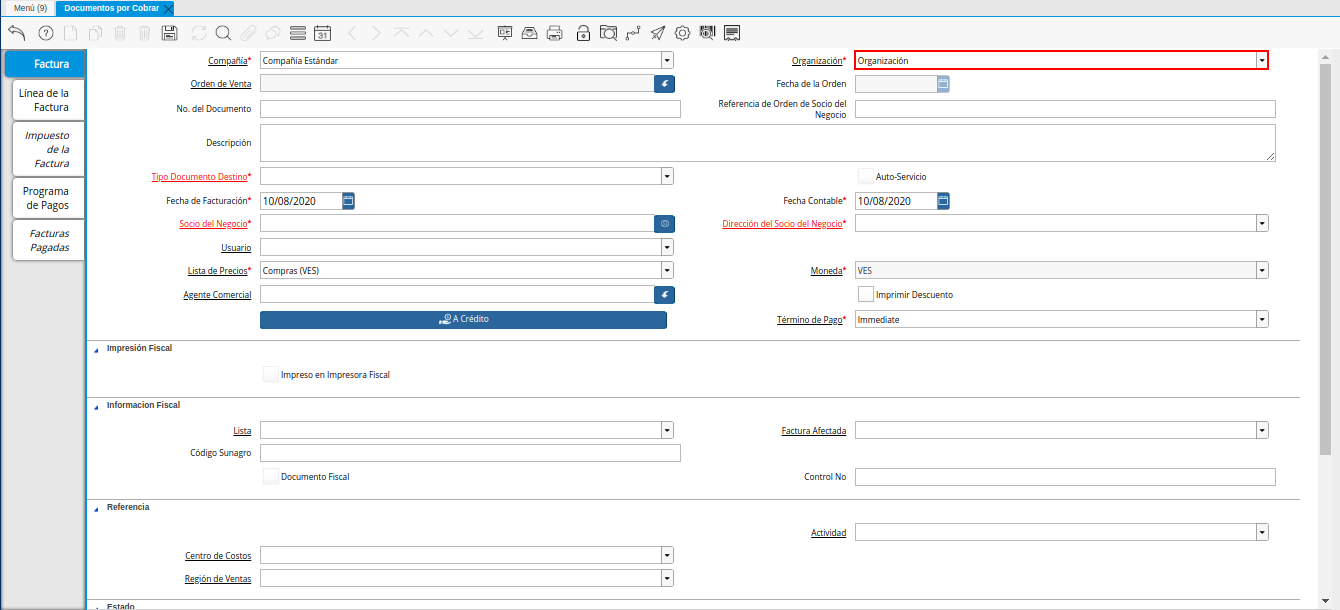 Menú (9) Documentos por Cobrar
31
Factura
Línea de la
Factura
Impuesto
de la
Factura
Programa
de Pagos
Facturas
Pagadas
Compañía* Compañía Estándar Organización* Organización
Orden de Venta Fecha de la Orden
No. del Documento Referencia de Orden de Socio del
Negocio
Descripción
Tipo Documento Destino* Auto-Servicio
Fecha de Facturación* 10/08/2020 Fecha Contable* 10/08/2020
Socio del Negocio* Dirección del Socio del Negocio*
Usuario
Lista de Precios* Compras (VES) Moneda* VES
Agente Comercial Imprimir Descuento
A Crédito Término de Pago* Immediate
Impresión Fiscal
Impreso en Impresora Fiscal
Informacion Fiscal
Lista Factura Afectada
Código Sunagro
Documento Fiscal Control No
Referencia
Actividad
Centro de Costos
Región de Ventas
Estado